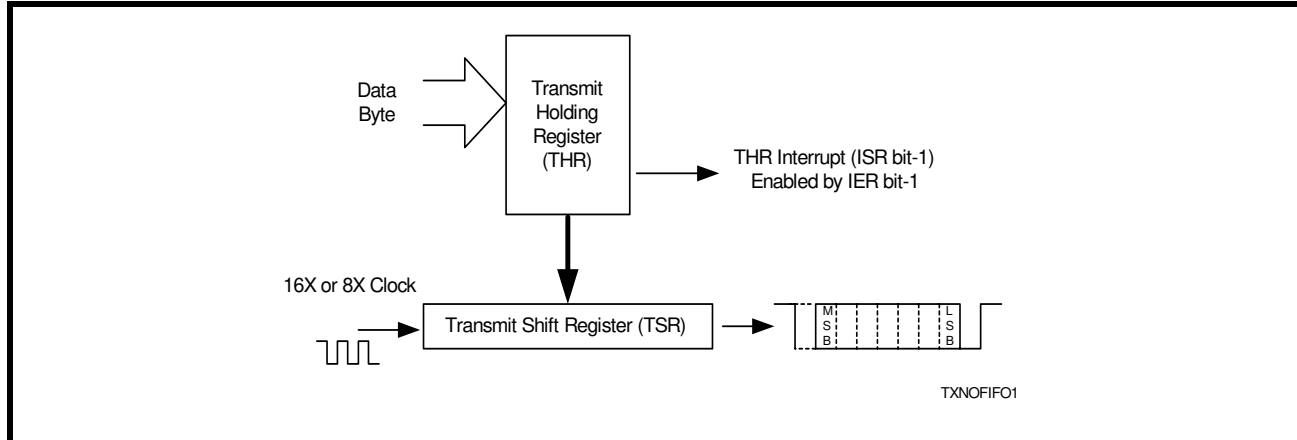 Data
Byte
Transmit
Holding
Register
(THR)
THR Interrupt (ISR bit-1)
Enabled by IER bit-1
16X or 8X Clock
Transmit Shift Register (TSR)
M
S
B
L
S
B
TXNOFIFO1